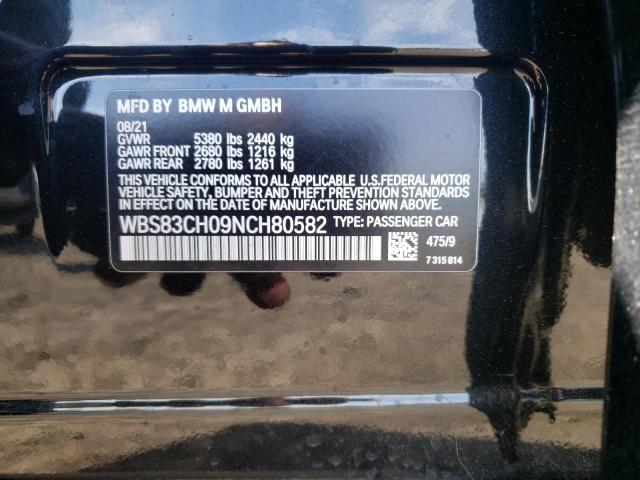 MFD BY BMW M GMBH
08/21
GVWR 5380 lbs 2440 kg
GAWR FRONT 2680 lbs 1216 kg
GAWR REAR 2780 lbs 1261 kg
THIS VEHICLE CONFORMS TO ALL APPLICABLE U.S.FEDERAL MOTOR
VEHICLE SAFETY, BUMPER AND THEFT PREVENTION STANDARDS
IN EFFECT ON THE DATE OF MANUFACTURE SHOWN ABOVE.
WBS83CH09NCH80582 TYPE: PASSENGER CAR
475/9
7 315 814